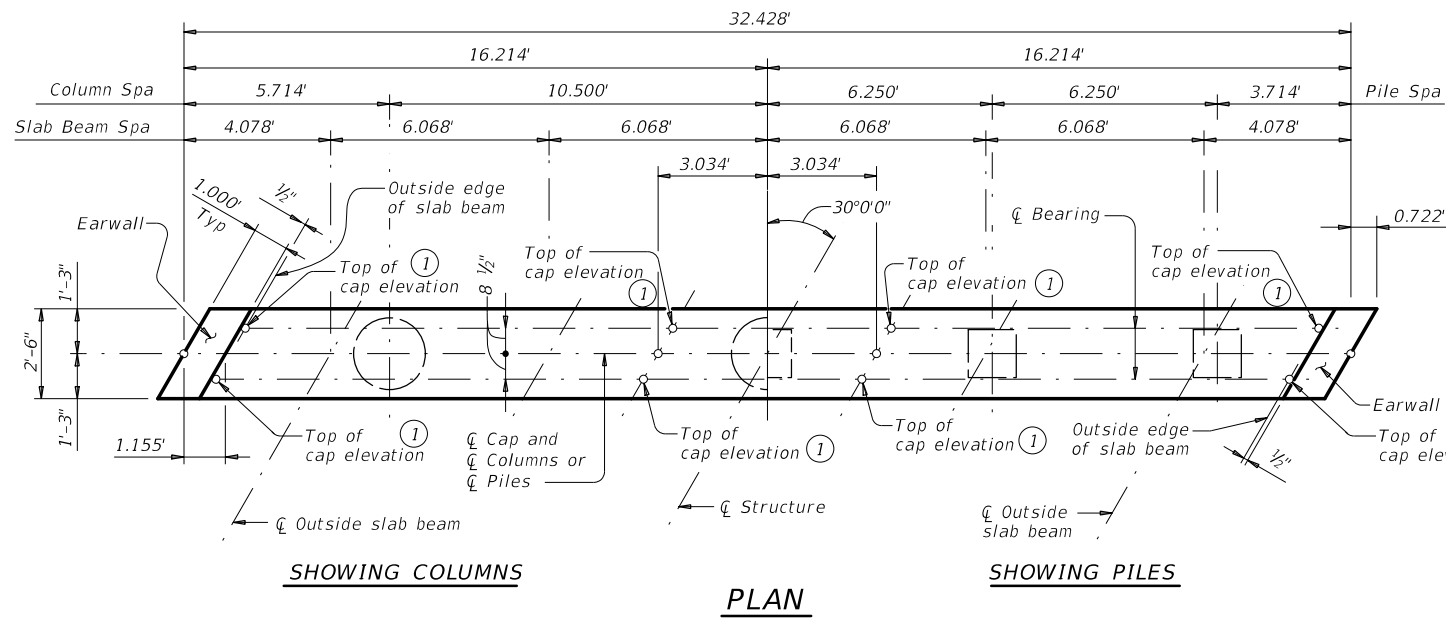 32.428'
16.214' 16.214'
Column Spa 5.714' 10.500' 6.250' 6.250' 3.714' Pile Spa
Slab Beam Spa 4.078' 6.068' 6.068' 6.068' 6.068' 4.078'
3.034' 3.034'
1.000'
Typ
½"
Outside edge
of slab beam
30°0'0"
℄ Bearing
0.722'
Earwall
Top of
cap elevation
1
8 ½"
Top of
cap elevation
1
Top of
cap elevation
1
Top of
cap elevation
1
1'-3"
2'-6"
1'-3"
1.155'
Top of
cap elevation
1
℄ Cap and
℄ Columns or
℄ Piles
Top of
cap elevation
1
Top of
cap elevation
1
Outside edge
of slab beam
½"
Earwall
Top of
cap elev
℄ Outside slab beam
℄ Structure
℄ Outside
slab beam
SHOWING COLUMNS
SHOWING PILES
PLAN